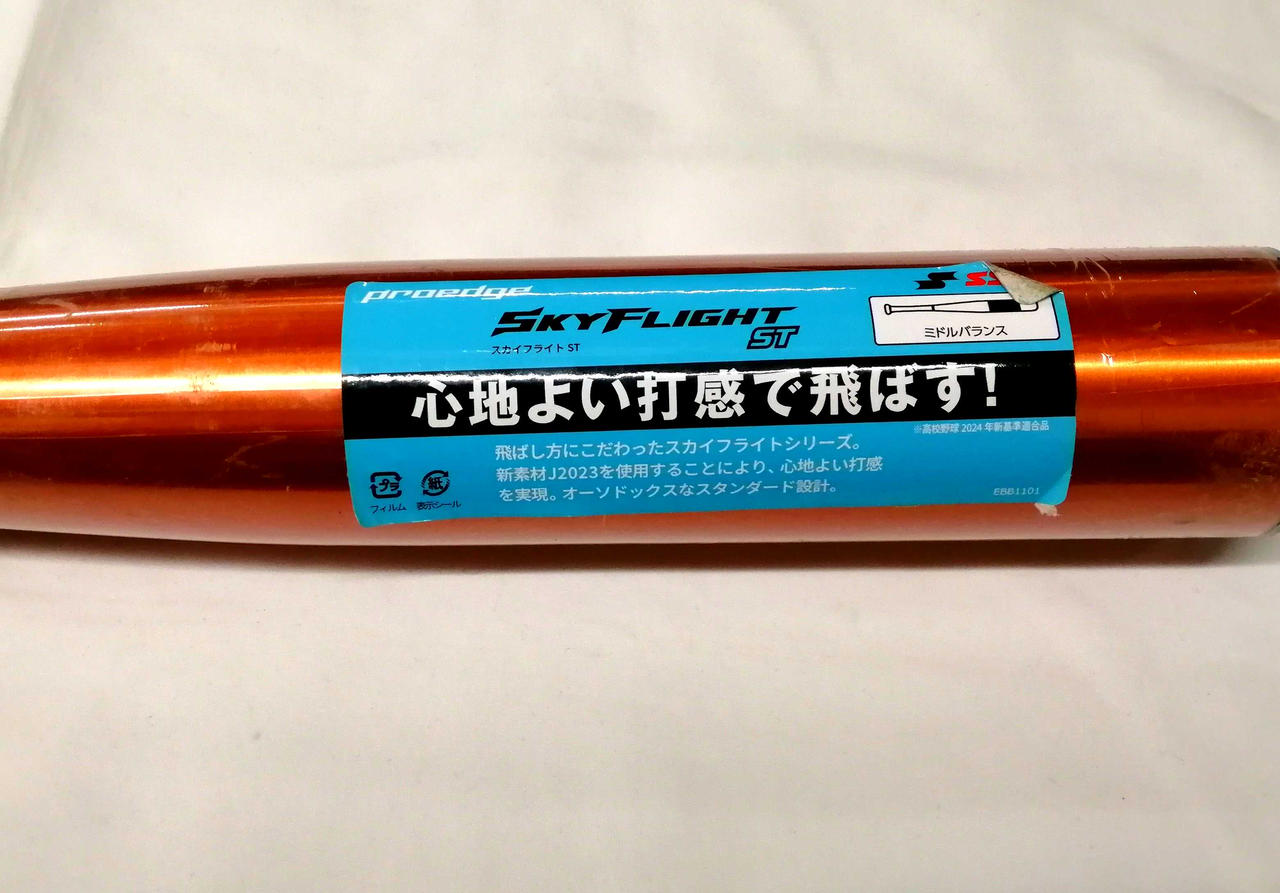 proedge
SKYFLIGHT
ST
スカイフライト ST
ミドルバランス
心地よい打感で飛ばす!
※高校野球 2024 年新基準適合品
飛ばし方にこだわったスカイフライトシリーズ。
新素材J2023を使用することにより、心地よい打感
を実現。オーソドックスなスタンダード設計。
プラ
フィルム
紙
表示シール
EBB1101